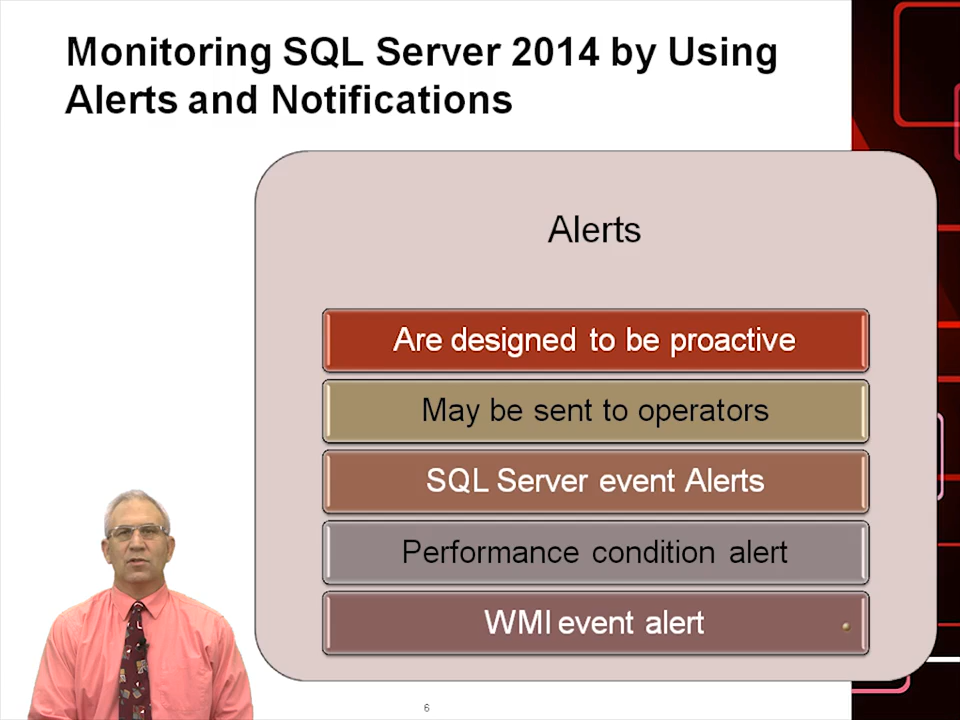 Monitoring SQL Server 2014 by Using
Alerts and Notifications
Alerts
Are designed to be proactive
May be sent to operators
SQL Server event Alerts
Performance condition alert
WMI event alert
6